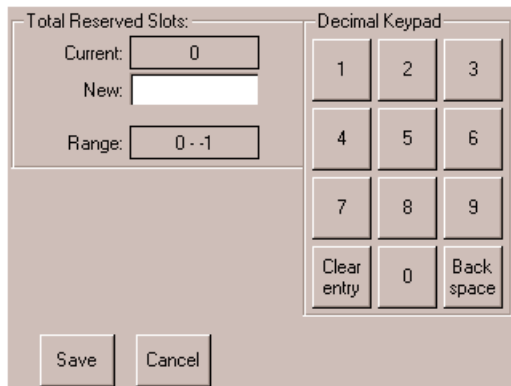 Total Reserved Slots:
Current: 0
New:
Range: 0 - -1
Decimal Keypad
1 2 3
4 5 6
7 8 9
Clear entry 0 Back space
Save Cancel